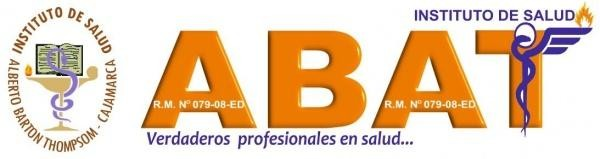 INSTITUTO DE SALUD
ALBERTO BARTON THOMPSOM - CAJAMARCA
INSTITUTO DE SALUD
ABAT
R.M. Nº 079-08-ED
R.M. Nº 079-08-ED
Verdaderos profesionales en salud...